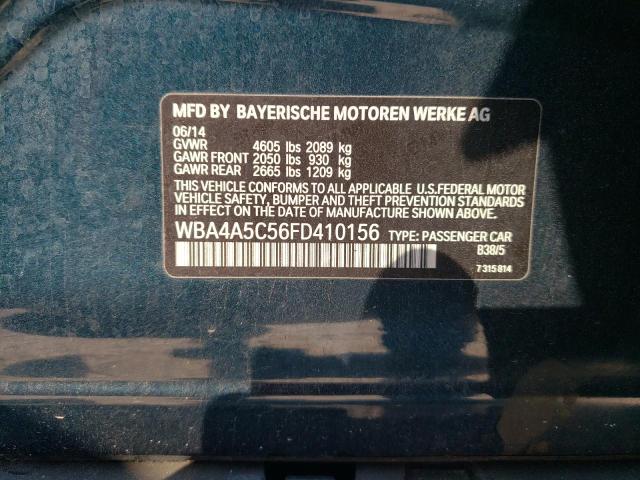 MFD BY BAYERISCHE MOTOREN WERKE AG
06/14
GVWR 4605 lbs 2089 kg
GAWR FRONT 2050 lbs 930 kg
GAWR REAR 2665 lbs 1209 kg
THIS VEHICLE CONFORMS TO ALL APPLICABLE U.S.FEDERAL MOTOR
VEHICLE SAFETY, BUMPER AND THEFT PREVENTION STANDARDS
IN EFFECT ON THE DATE OF MANUFACTURE SHOWN ABOVE.
WBA4A5C56FD410156 TYPE: PASSENGER CAR
B38/5
7315814